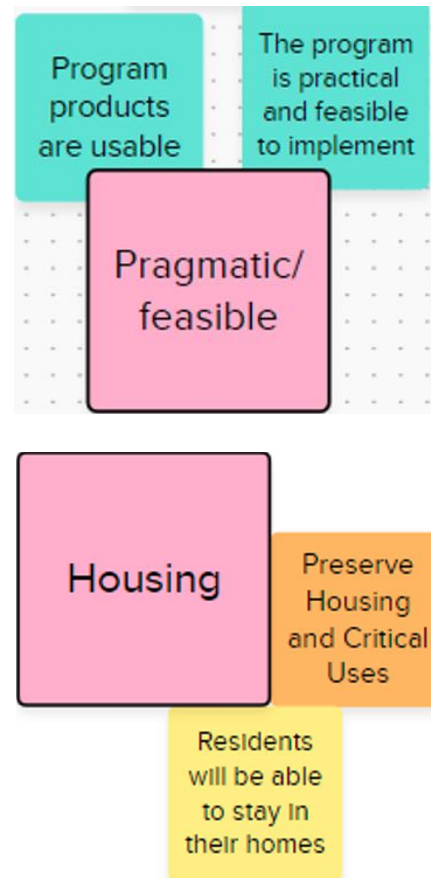 Program
products
are usable
The program
is practical
and feasible
to implement
Pragmatic/
feasible
Housing
Preserve
Housing
and Critical
Uses
Residents
will be able
to stay in
their homes